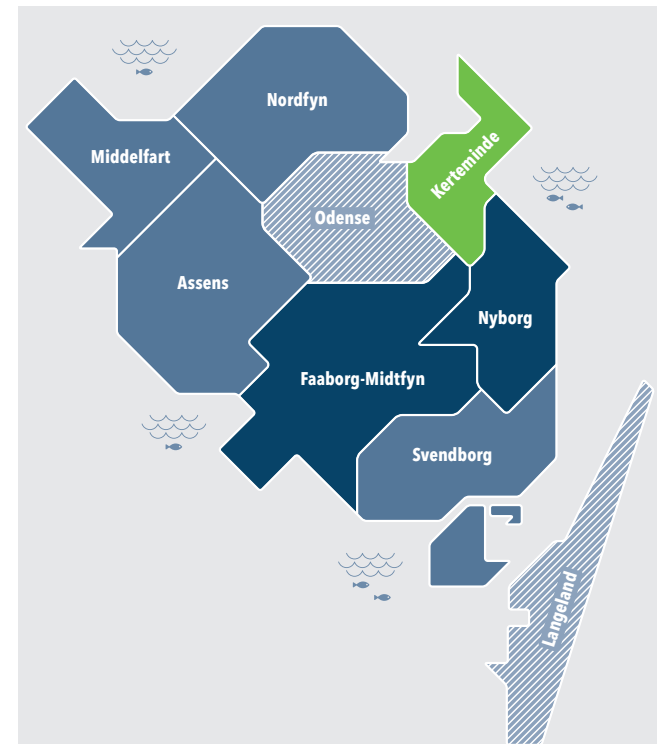 Nordfyn
Middelfart
Kerteminde
Odense
Assens
Nyborg
Faaborg-Midtfyn
Svendborg
Langeland